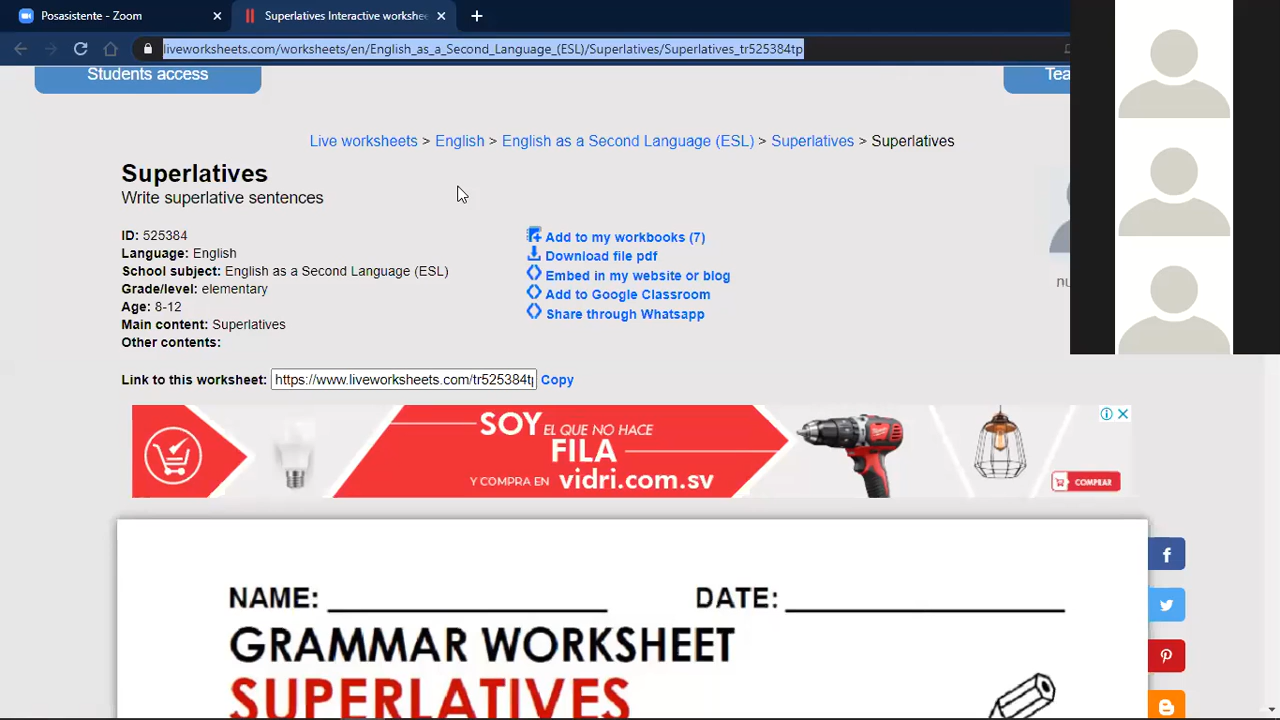 Posasistente - Zoom
Superlatives Interactive workshe
liveworksheets.com/worksheets/en/English_as_a_Second_Language_(ESL)/Superlatives/Superlatives_tr525384tp
Students access
Live worksheets > English > English as a Second Language (ESL) > Superlatives > Superlatives
Superlatives
Write superlative sentences
ID: 525384
Language: English
School subject: English as a Second Language (ESL)
Grade/level: elementary
Age: 8-12
Main content: Superlatives
Other contents:
Add to my workbooks (7)
Download file pdf
Embed in my website or blog
Add to Google Classroom
Share through Whatsapp
Link to this worksheet: https://www.liveworksheets.com/tr525384t Copy
SOY EL QUE NO HACE
FILA
Y COMPRA EN vidri.com.sv
COMPRAR
NAME: DATE:
GRAMMAR WORKSHEET
SUPERLATIVES